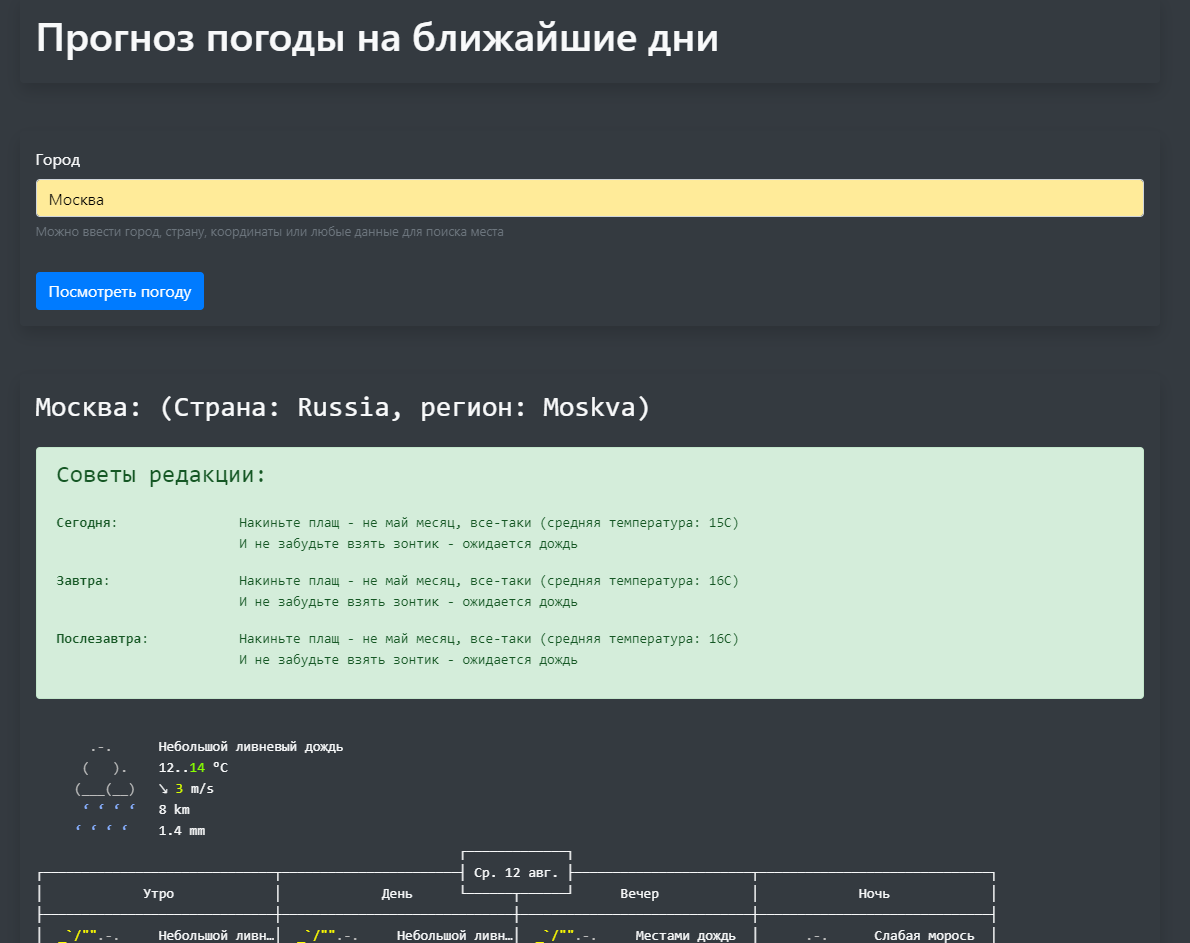 Прогноз погоды на ближайшие дни
Город
Москва
Можно ввести город, страну, координаты или любые данные для поиска места
Посмотреть погоду
Москва: (Страна: Russia, регион: Moskva)
Советы редакции:
Сегодня: Накиньте плащ - не май месяц, все-таки (средняя температура: 15C)
И не забудьте взять зонтик - ожидается дождь
Завтра: Накиньте плащ - не май месяц, все-таки (средняя температура: 16C)
И не забудьте взять зонтик - ожидается дождь
Послезавтра: Накиньте плащ - не май месяц, все-таки (средняя температура: 16C)
И не забудьте взять зонтик - ожидается дождь
Небольшой ливневый дождь
12..14 °C
↘ 3 m/s
8 km
1.4 mm
Ср. 12 авг.
Утро День Вечер Ночь
Небольшой ливн… Небольшой ливн… Местами дождь Слабая морось